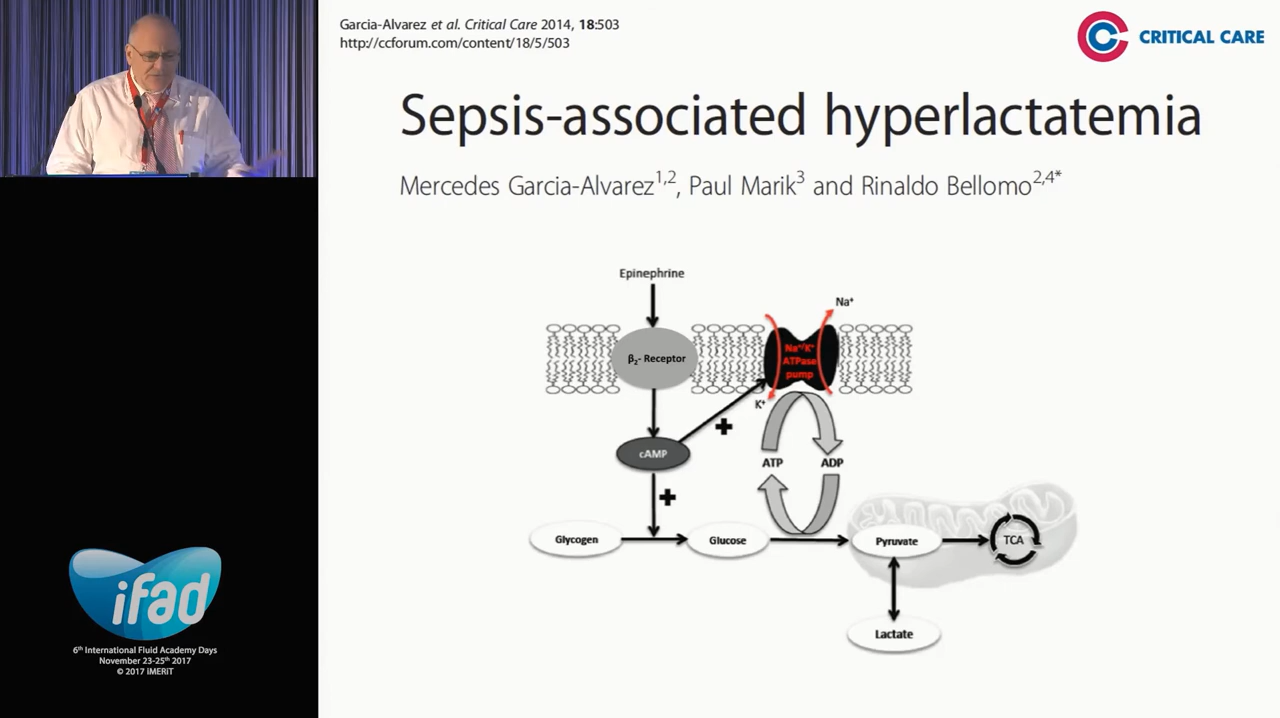 Garcia-Alvarez et al. Critical Care 2014, 18:503
http://ccforum.com/content/18/5/503
CRITICAL CARE
Sepsis-associated hyperlactatemia
Mercedes Garcia-Alvarez1,2, Paul Marik3 and Rinaldo Bellomo2,4*
Epinephrine
Na+
β2- Receptor
Na+/K+
ATPase
pump
K+
+
cAMP
ATP
ADP
+
Glycogen
Glucose
Pyruvate
TCA
Lactate
ifad
6th International Fluid Academy Days
November 23-25th 2017
© 2017 iMERiT